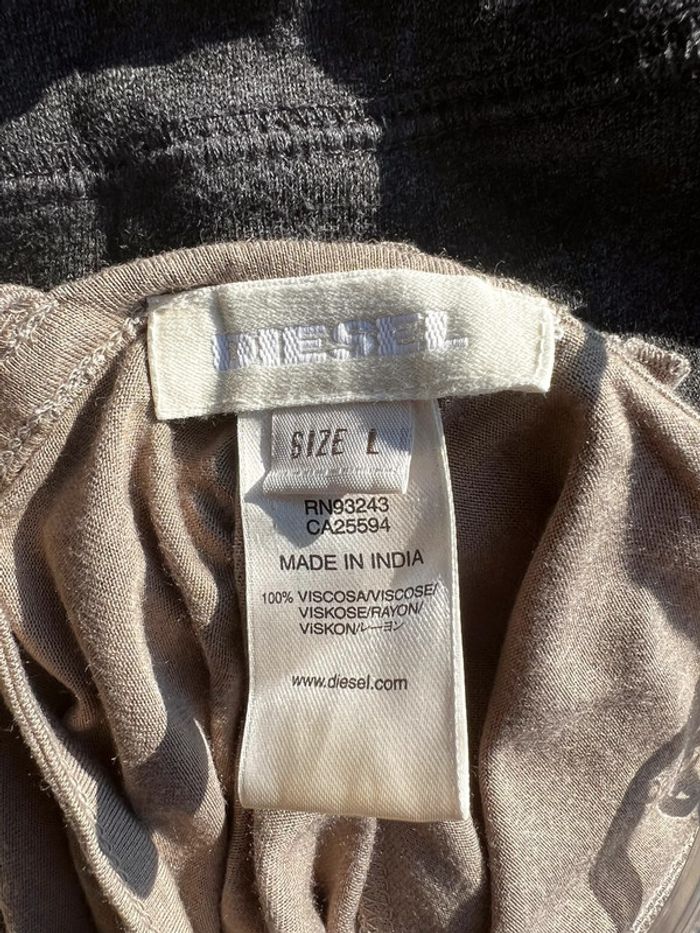 DIESEL
SIZE L
RN93243
CA25594
MADE IN INDIA
100% VISCOSA/VISCOSE/
VISKOSE/RAYON/
ViSKON/レーヨン
www.diesel.com